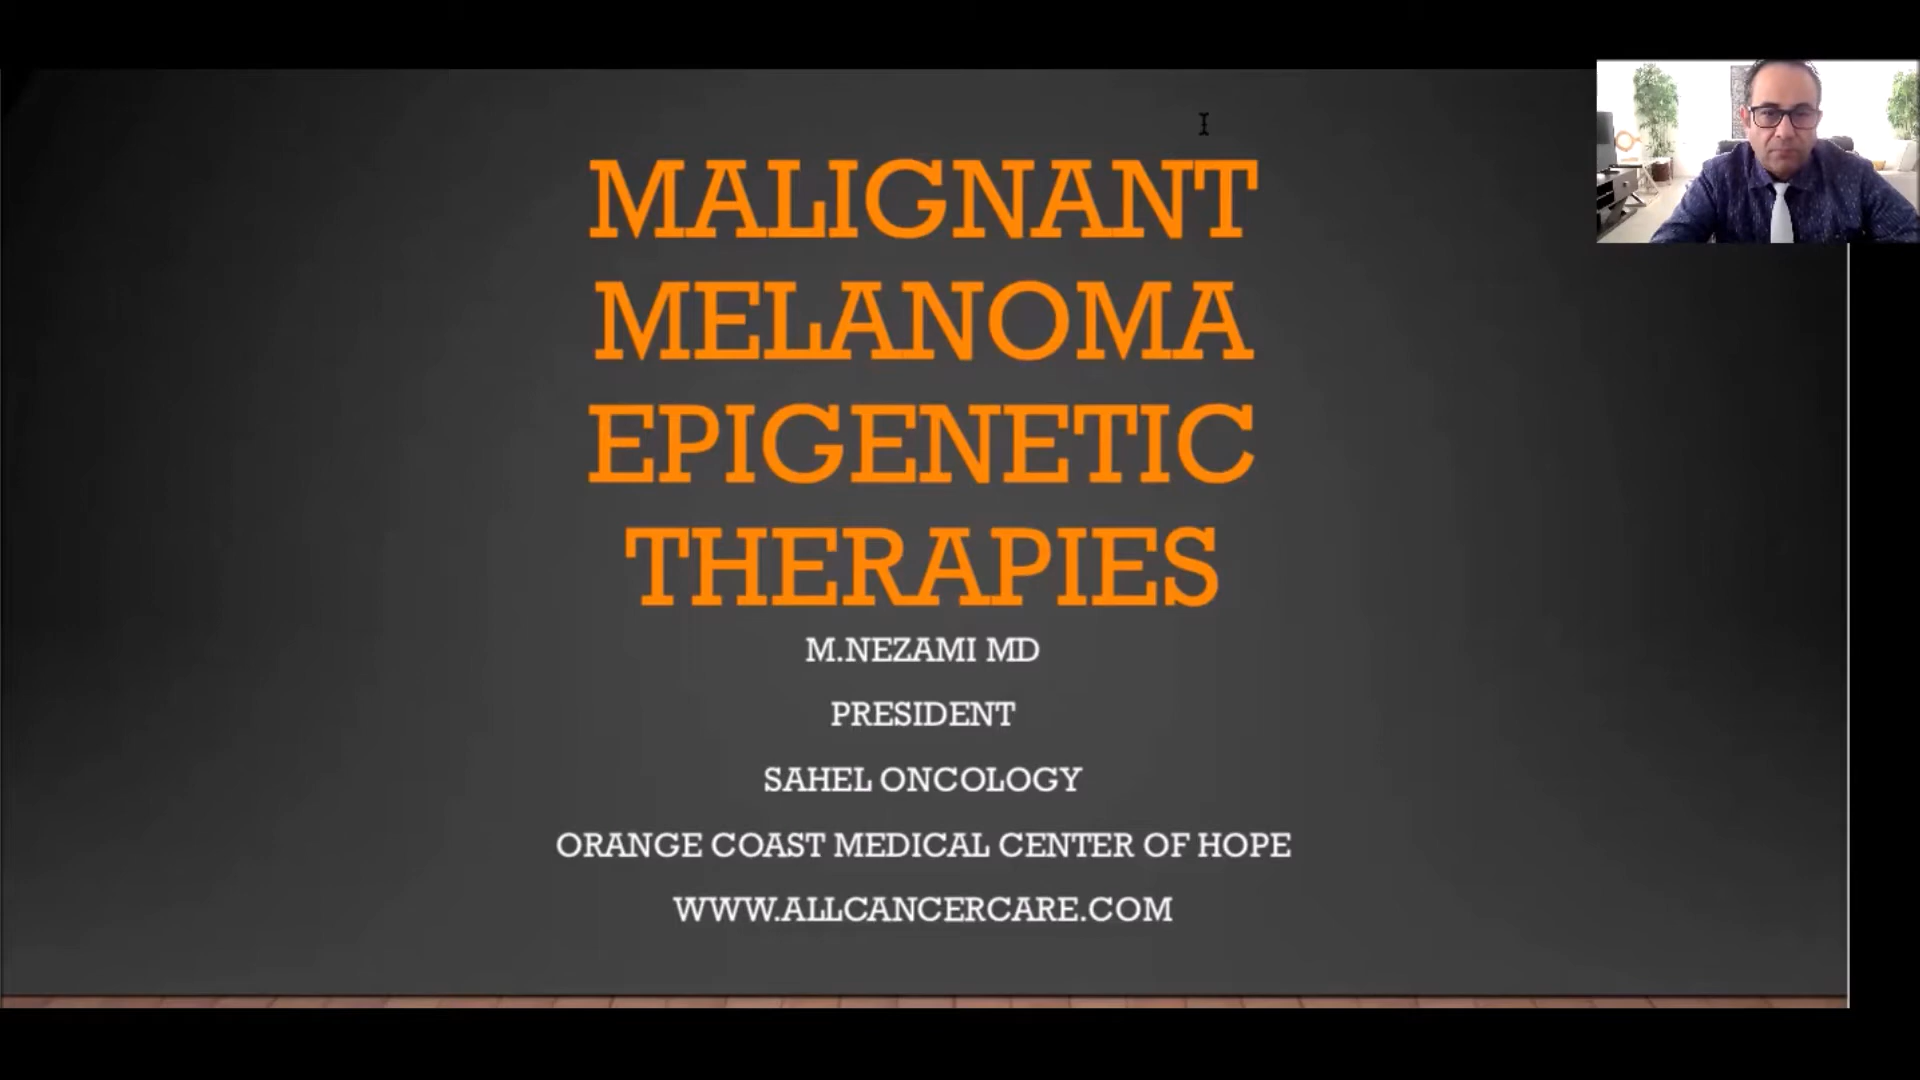 MALIGNANT
MELANOMA
EPIGENETIC
THERAPIES
M.NEZAMI MD
PRESIDENT
SAHEL ONCOLOGY
ORANGE COAST MEDICAL CENTER OF HOPE
WWW.ALLCANCERCARE.COM